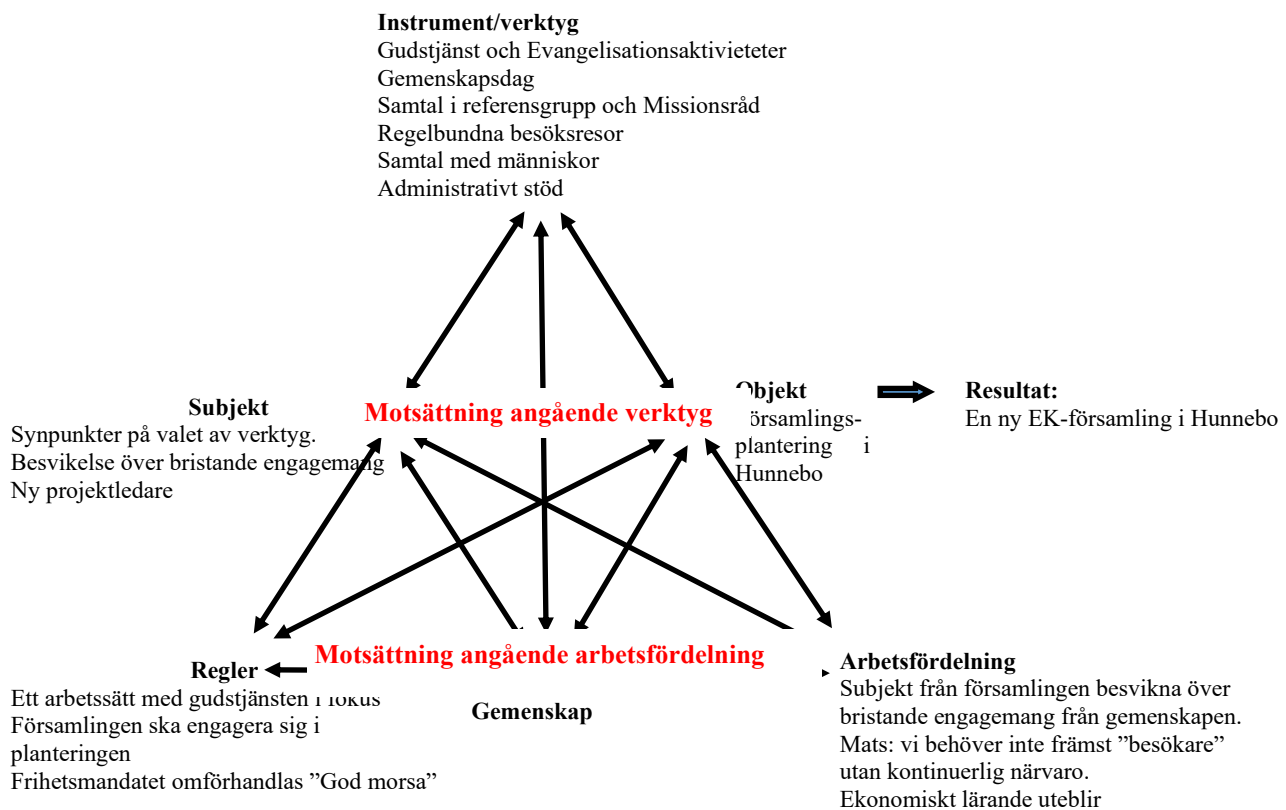 Instrument/verktyg
Gudstjänst och Evangelisationsaktivieteter
Gemenskapsdag
Samtal i referensgrupp och Missionsråd
Regelbundna besöksresor
Samtal med människor
Administrativt stöd
Subjekt
Synpunkter på valet av verktyg.
Besvikelse över bristande engagemang
Ny projektledare
Motsättning angående verktyg
Objekt
Församlings-
plantering i
Hunnebo
Resultat:
En ny EK-församling i Hunnebo
Regler
Ett arbetssätt med gudstjänsten i fokus
Församlingen ska engagera sig i
planteringen
Frihetsmandatet omförhandlas ”God morsa”
Motsättning angående arbetsfördelning
Gemenskap
Arbetsfördelning
Subjekt från församlingen besvikna över
bristande engagemang från gemenskapen.
Mats: vi behöver inte främst ”besökare”
utan kontinuerlig närvaro.
Ekonomiskt lärande uteblir